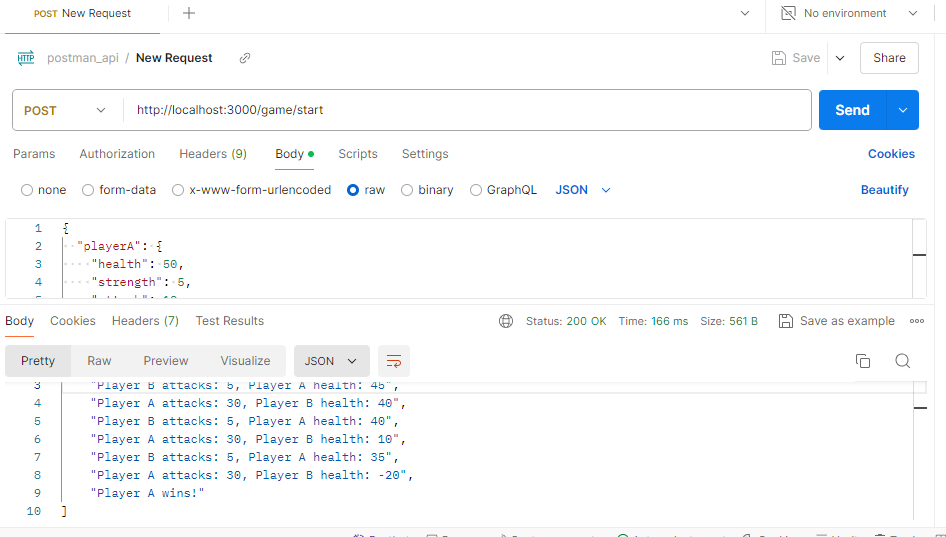 POST New Request
No environment
HTTP postman_api / New Request
Save
Share
POST
http://localhost:3000/game/start
Send
Params Authorization Headers (9) Body Scripts Settings Cookies
none form-data x-www-form-urlencoded raw binary GraphQL JSON Beautify
1 {
2 "playerA": {
3 "health": 50,
4 "strength": 5,
Body Cookies Headers (7) Test Results Status: 200 OK Time: 166 ms Size: 561 B Save as example
Pretty Raw Preview Visualize JSON
3 "Player B attacks: 5, Player A health: 45",
4 "Player A attacks: 30, Player B health: 40",
5 "Player B attacks: 5, Player A health: 40",
6 "Player A attacks: 30, Player B health: 10",
7 "Player B attacks: 5, Player A health: 35",
8 "Player A attacks: 30, Player B health: -20",
9 "Player A wins!"
10 ]